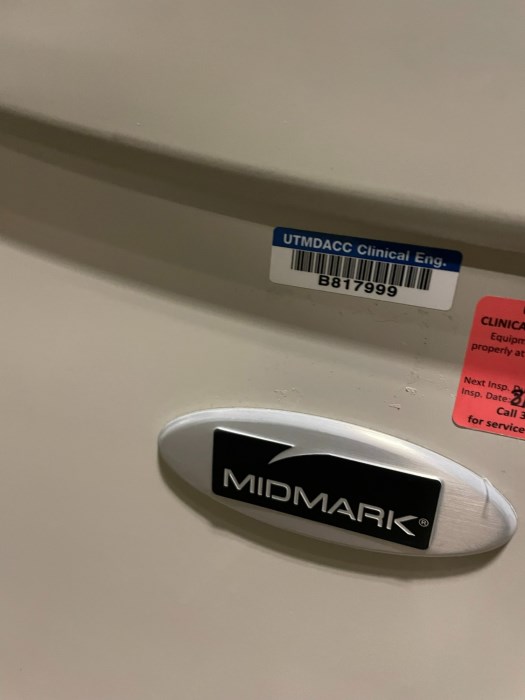 UTMDACC Clinical Eng.
B817999
CLINICA
Equipm
properly at
Next Insp.
Insp. Date
Call 3
for service
MIDMARK®